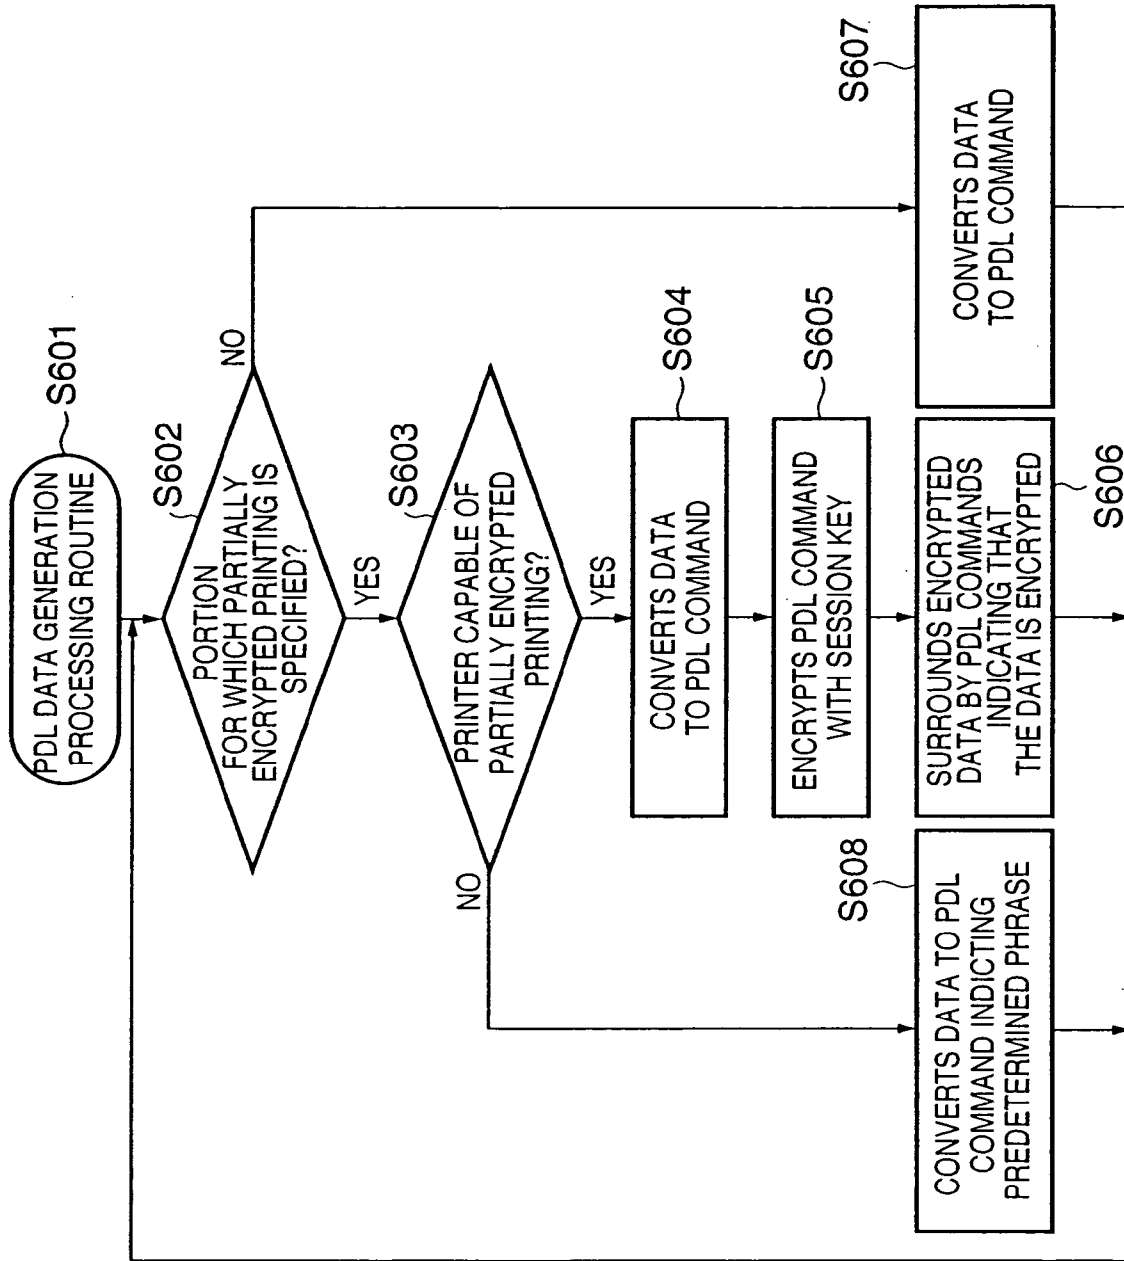 PDL DATA GENERATION
PROCESSING ROUTINE
S601
S602
PORTION
FOR WHICH PARTIALLY
ENCRYPTED PRINTING IS
SPECIFIED?
NO
YES
S603
PRINTER CAPABLE OF
PARTIALLY ENCRYPTED
PRINTING?
NO
YES
S604
CONVERTS DATA
TO PDL COMMAND
S605
ENCRYPTS PDL COMMAND
WITH SESSION KEY
S608
CONVERTS DATA TO PDL
COMMAND INDICTING
PREDETERMINED PHRASE
SURROUNDS ENCRYPTED
DATA BY PDL COMMANDS
INDICATING THAT
THE DATA IS ENCRYPTED
S606
S607
CONVERTS DATA
TO PDL COMMAND